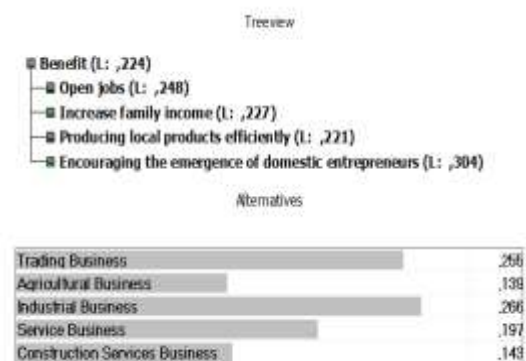 Treeview
Benefit (L: ,224)
Open jobs (L: ,248)
Increase family income (L: ,227)
Producing local products efficiently (L: ,221)
Encouraging the emergence of domestic entrepreneurs (L: ,304)
Alternatives
Trading Business ,255
Agricultural Business ,139
Industrial Business ,266
Service Business ,197
Construction Services Business ,143